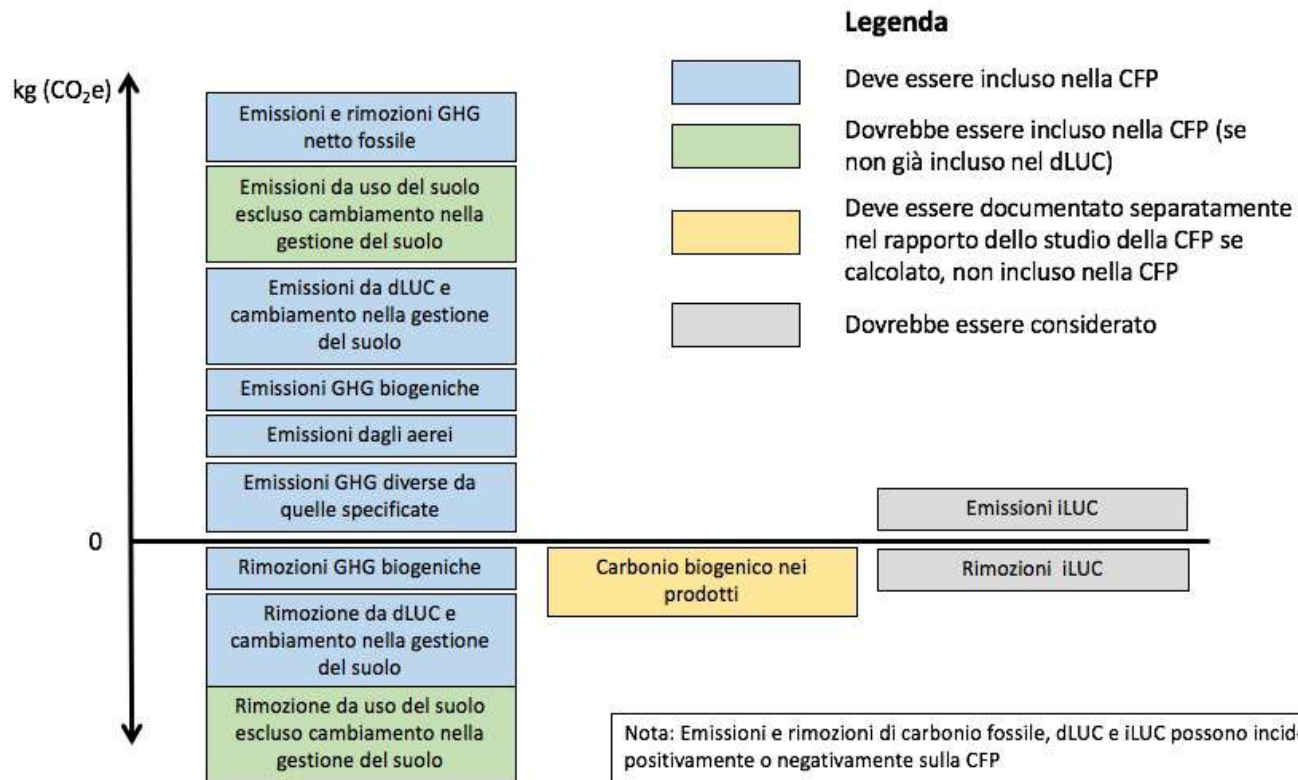 Legenda
kg (CO₂e)
Deve essere incluso nella CFP
Dovrebbe essere incluso nella CFP (se
non già incluso nel dLUC)
Deve essere documentato separatamente
nel rapporto dello studio della CFP se
calcolato, non incluso nella CFP
Dovrebbe essere considerato
Emissioni e rimozioni GHG
netto fossile
Emissioni da uso del suolo
escluso cambiamento nella
gestione del suolo
Emissioni da dLUC e
cambiamento nella gestione
del suolo
Emissioni GHG biogeniche
Emissioni dagli aerei
Emissioni GHG diverse da
quelle specificate
Emissioni iLUC
0
Rimozioni GHG biogeniche
Carbonio biogenico nei
prodotti
Rimozioni iLUC
Rimozione da dLUC e
cambiamento nella gestione
del suolo
Rimozione da uso del suolo
escluso cambiamento nella
gestione del suolo
Nota: Emissioni e rimozioni di carbonio fossile, dLUC e iLUC possono
positivamente o negativamente sulla CFP